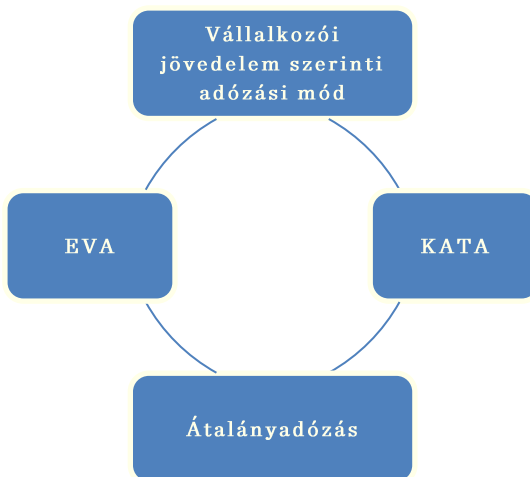 Vállalkozói
jövedelem szerinti
adózási mód
EVA
KATA
Átalányadózás